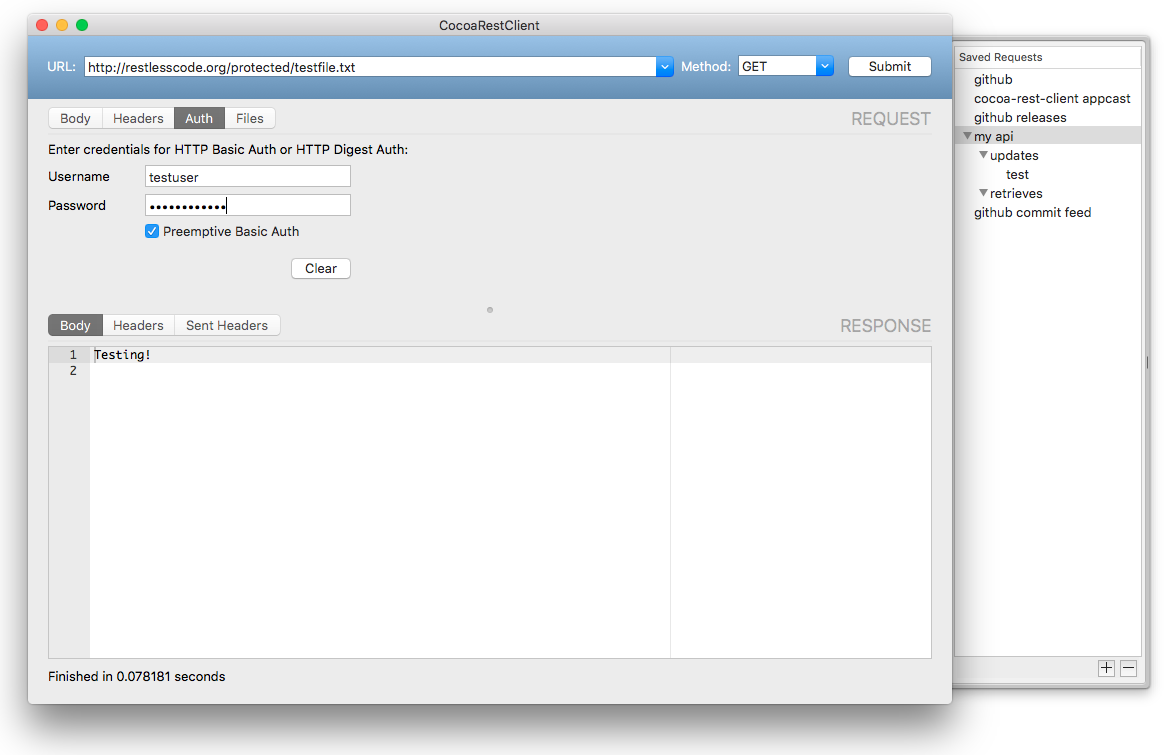 CocoaRestClient
URL: http://restlesscode.org/protected/testfile.txt Method: GET Submit
Body Headers Auth Files REQUEST
Enter credentials for HTTP Basic Auth or HTTP Digest Auth:
Username testuser
Password ••••••••••••
Preemptive Basic Auth
Clear
Body Headers Sent Headers RESPONSE
1 Testing!
2
Finished in 0.078181 seconds
Saved Requests
github
cocoa-rest-client appcast
github releases
my api
updates
test
retrieves
github commit feed